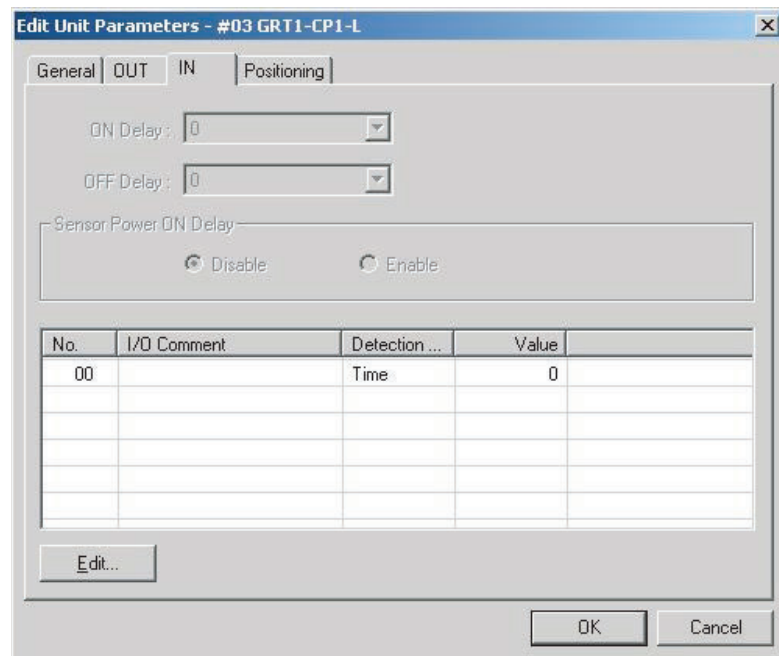 Edit Unit Parameters - #03 GRT1-CP1-L
General OUT IN Positioning
ON Delay : 0
OFF Delay : 0
Sensor Power ON Delay
Disable Enable
No. I/O Comment Detection ... Value
00 Time 0
Edit...
OK Cancel